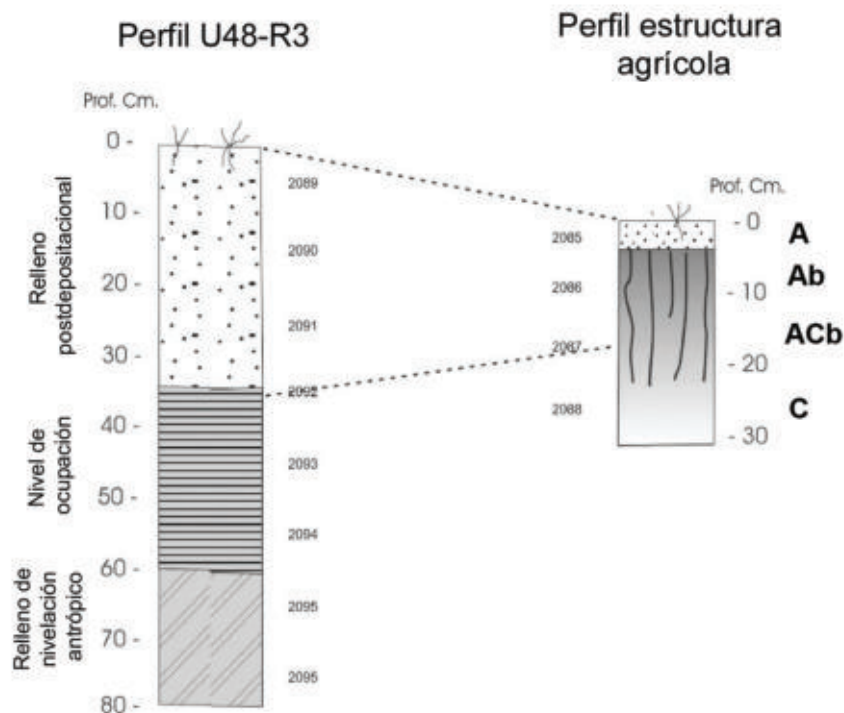 Perfil U48-R3
Prof. Cm.
0 -
10 -
20 -
30 -
40 -
50 -
60 -
70 -
80 -
Relleno
postdepositacional
Nivel de
ocupación
Relleno de
nivelación
antrópico
2089
2090
2091
2092
2093
2094
2095
2095
Perfil estructura
agrícola
Prof. Cm.
- 0
- 10
- 20
- 30
2085
2086
2087
2088
A
Ab
ACb
C